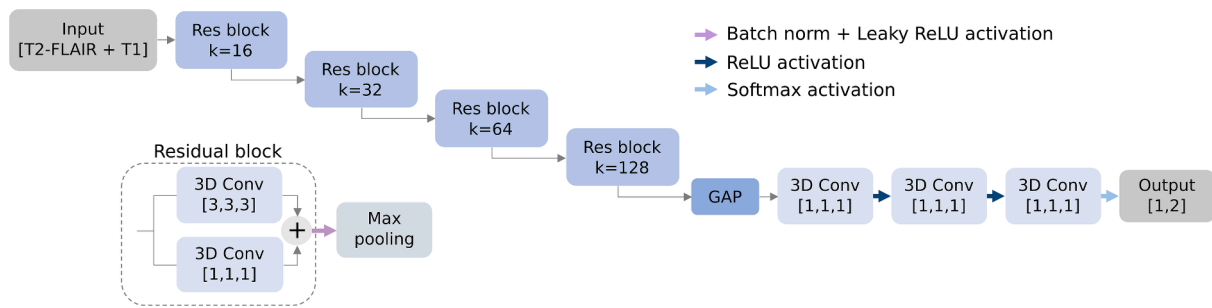 Input
[T2-FLAIR + T1]
Res block
k=16
Res block
k=32
Res block
k=64
Res block
k=128
GAP
3D Conv
[1,1,1]
3D Conv
[1,1,1]
3D Conv
[1,1,1]
Output
[1,2]
Batch norm + Leaky ReLU activation
ReLU activation
Softmax activation
Residual block
3D Conv
[3,3,3]
3D Conv
[1,1,1]
+
Max
pooling